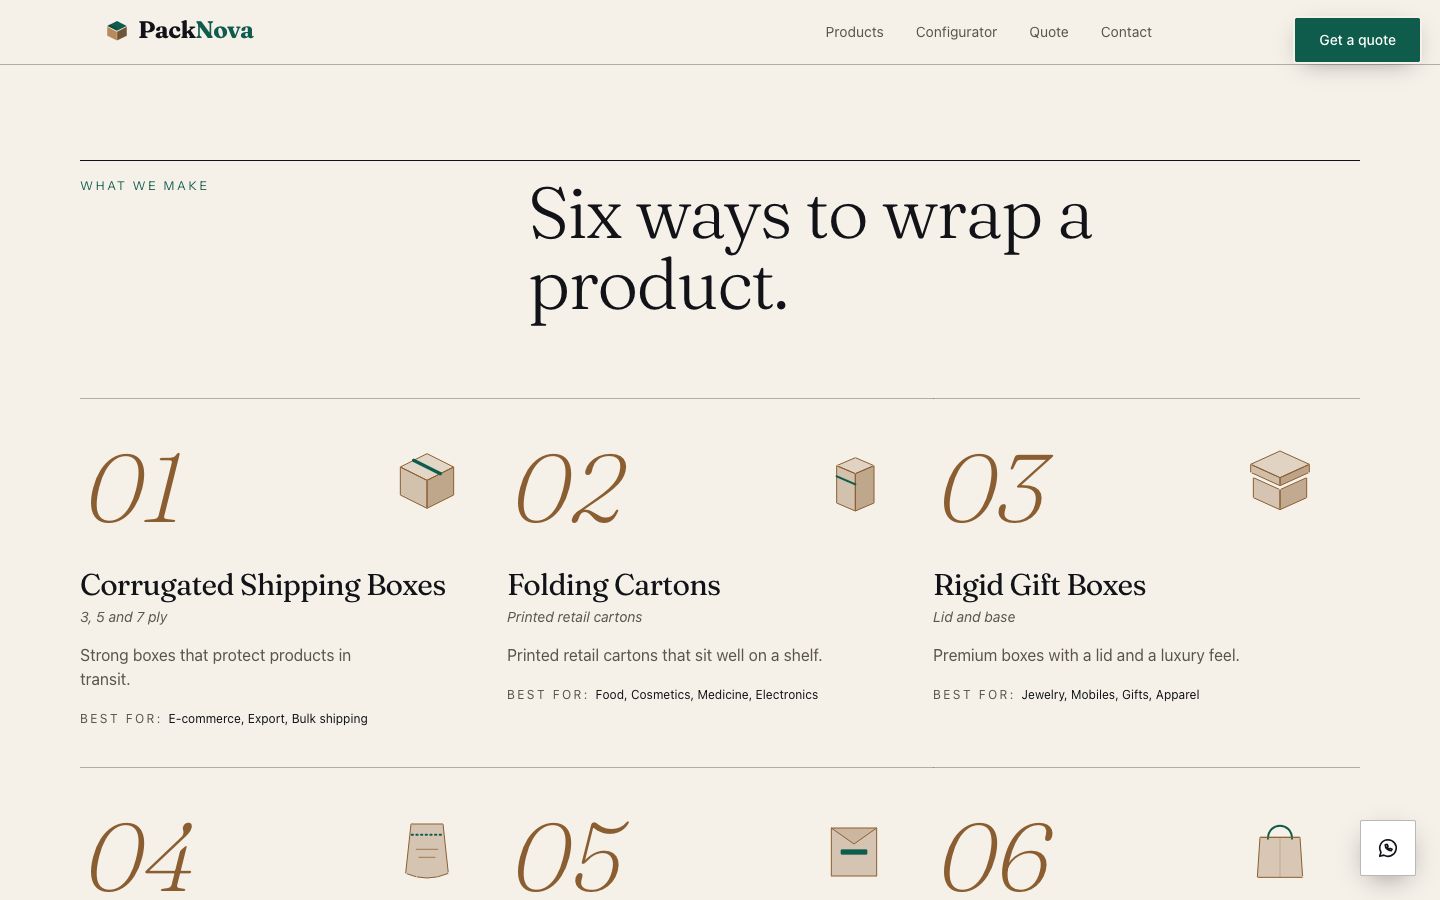 PackNova
Products
Configurator
Quote
Contact
Get a quote
WHAT WE MAKE
Six ways to wrap a
product.
01
Corrugated Shipping Boxes
3, 5 and 7 ply
Strong boxes that protect products in
transit.
BEST FOR: E-commerce, Export, Bulk shipping
02
Folding Cartons
Printed retail cartons
Printed retail cartons that sit well on a shelf.
BEST FOR: Food, Cosmetics, Medicine, Electronics
03
Rigid Gift Boxes
Lid and base
Premium boxes with a lid and a luxury feel.
BEST FOR: Jewelry, Mobiles, Gifts, Apparel
04
05
06